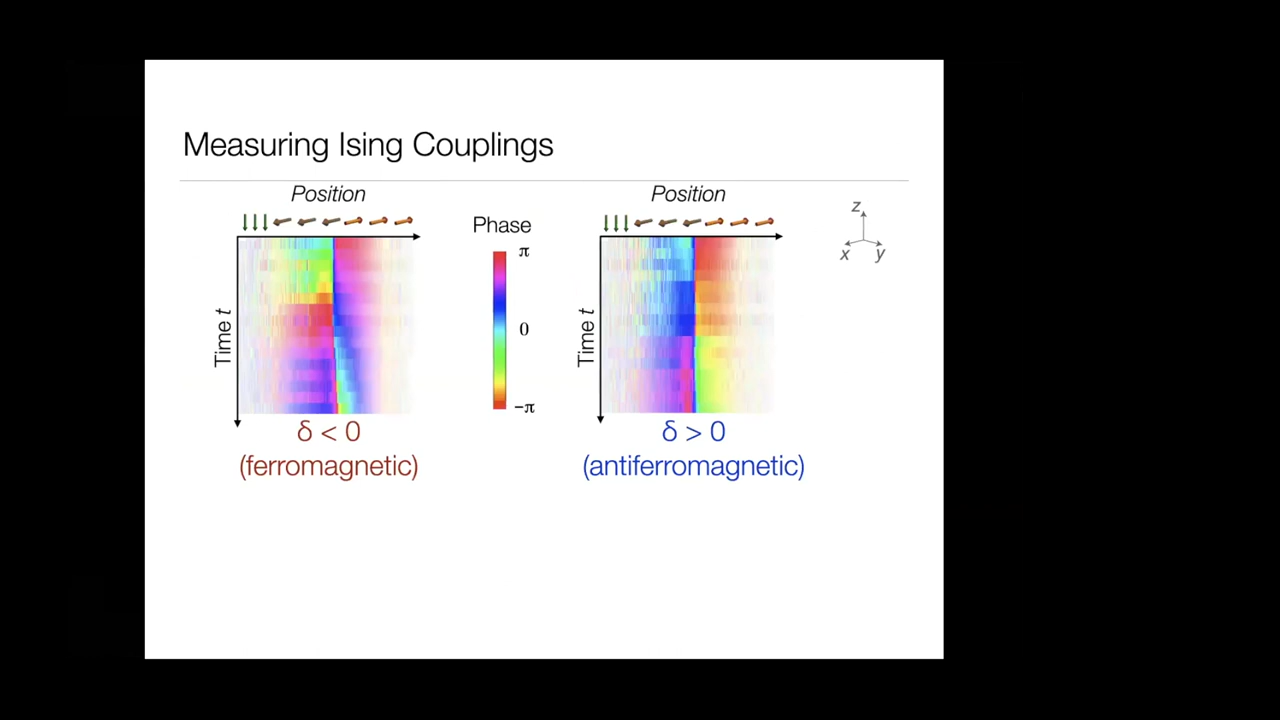 Measuring Ising Couplings
Position
Position
z
x
y
Phase
π
0
−π
Time t
Time t
δ < 0
(ferromagnetic)
δ > 0
(antiferromagnetic)